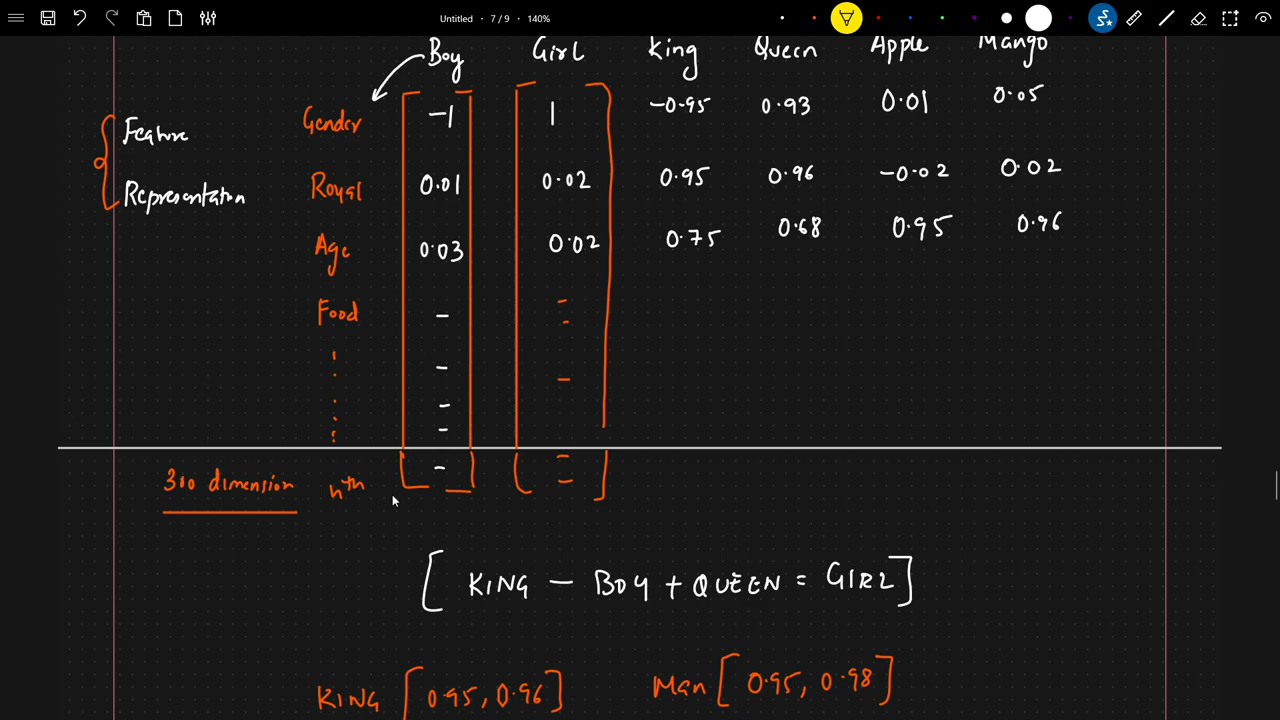 Untitled • 7 / 9 • 140%
Boy Girl King Queen Apple Mango
Gender -1 1 -0.95 0.93 0.01 0.05
Feature
Representation
Royal 0.01 0.02 0.95 0.96 -0.02 0.02
Age 0.03 0.02 0.75 0.68 0.95 0.96
Food - =
300 dimension nth - =
[KING - BOY + QUEEN = GIRL]
KING [0.95, 0.96] Man [0.95, 0.98]